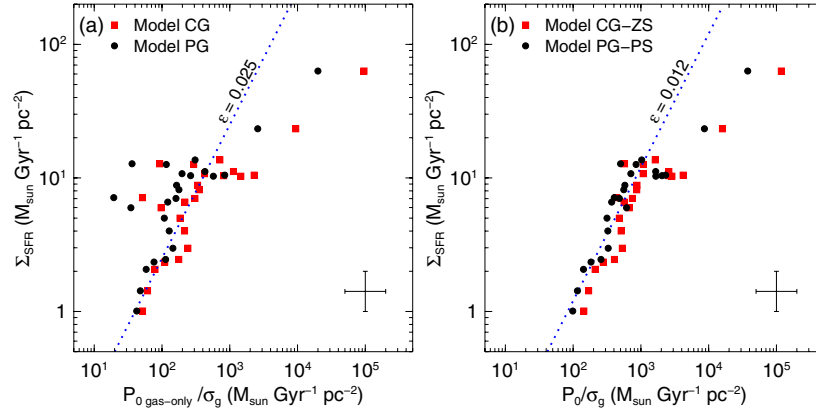 (a) Model CG
Model PG
ε = 0.025
10²
10¹
1
Σ_SFR (M_sun Gyr⁻¹ pc⁻²)
10¹ 10² 10³ 10⁴ 10⁵
P_0 gas−only /σ_g (M_sun Gyr⁻¹ pc⁻²)
(b) Model CG−ZS
Model PG−PS
ε = 0.012
10²
10¹
1
Σ_SFR (M_sun Gyr⁻¹ pc⁻²)
10¹ 10² 10³ 10⁴ 10⁵
P_0/σ_g (M_sun Gyr⁻¹ pc⁻²)